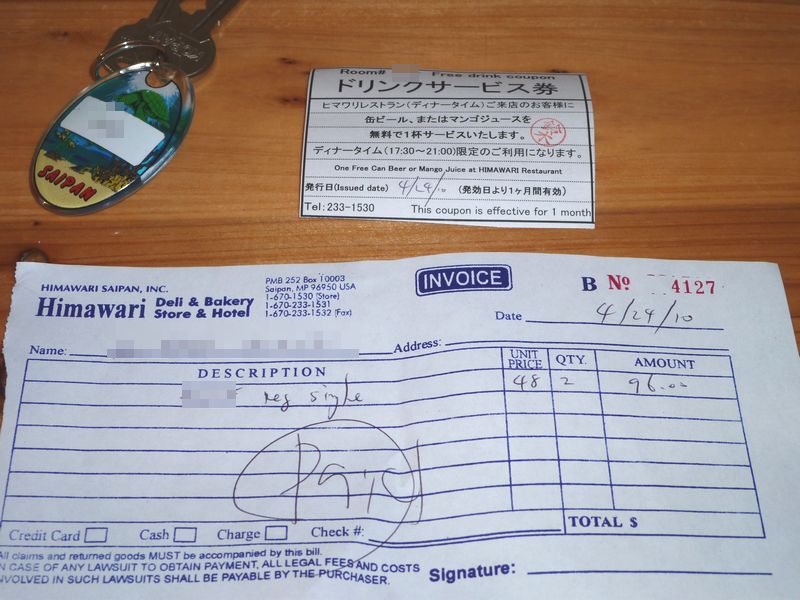 SAIPAN
Room# Free drink coupon
ドリンクサービス券
ヒマワリレストラン(ディナータイム)ご来店のお客様に
缶ビール、またはマンゴジュースを
無料で1杯サービスいたします。
ディナータイム(17:30~21:00)限定のご利用になります。
One Free Can Beer or Mango Juice at HIMAWARI Restaurant
発行日(Issued date) 4/29/10 (発効日より1ヶ月間有効)
Tel:233-1530 This coupon is effective for 1 month
HIMAWARI SAIPAN, INC.
Himawari Deli & Bakery
Store & Hotel
PMB 252 Box 10003
Saipan, MP 96950 USA
1-670-1530 (Store)
1-670-233-1531
1-670-233-1532 (Fax)
INVOICE
B No 4127
Date 4/29/10
Name: Address:
DESCRIPTION UNIT PRICE QTY. AMOUNT
reg single 48 2 96.00
Paid
TOTAL $
Credit Card Cash Charge Check #:
All claims and returned goods MUST be accompanied by this bill.
IN CASE OF ANY LAWSUIT TO OBTAIN PAYMENT, ALL LEGAL FEES AND COSTS
INVOLVED IN SUCH LAWSUITS SHALL BE PAYABLE BY THE PURCHASER.
Signature: